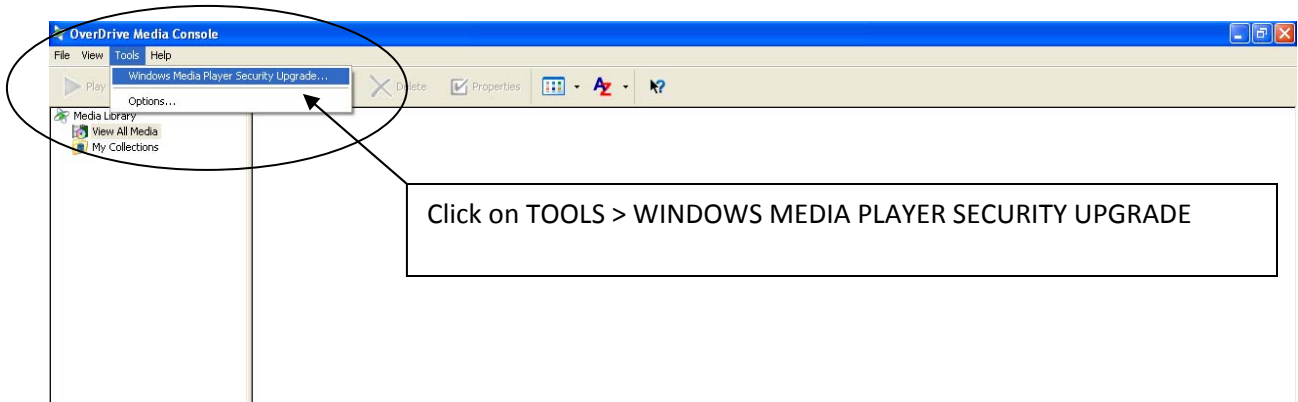 OverDrive Media Console
File View Tools Help
Windows Media Player Security Upgrade...
Options...
Play
Delete
Properties
AZ
Media Library
View All Media
My Collections
Click on TOOLS > WINDOWS MEDIA PLAYER SECURITY UPGRADE